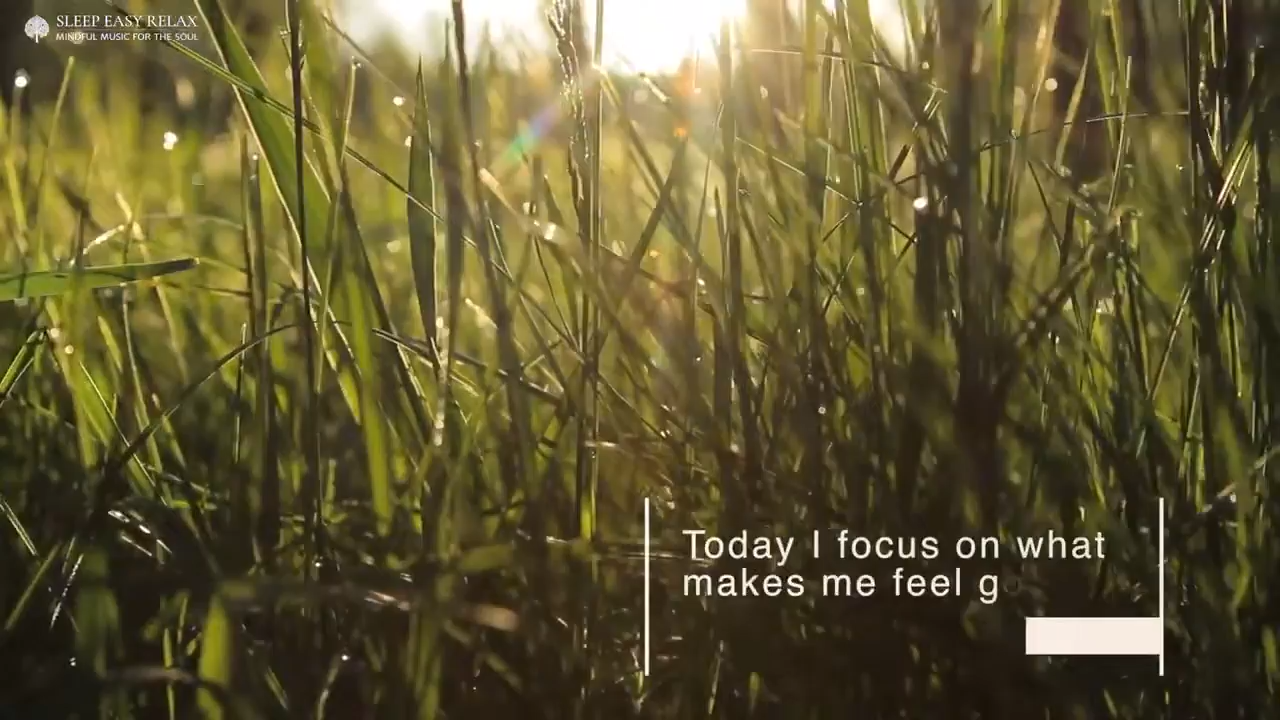 SLEEP EASY RELAX
MINDFUL MUSIC FOR THE SOUL
Today I focus on what
makes me feel g